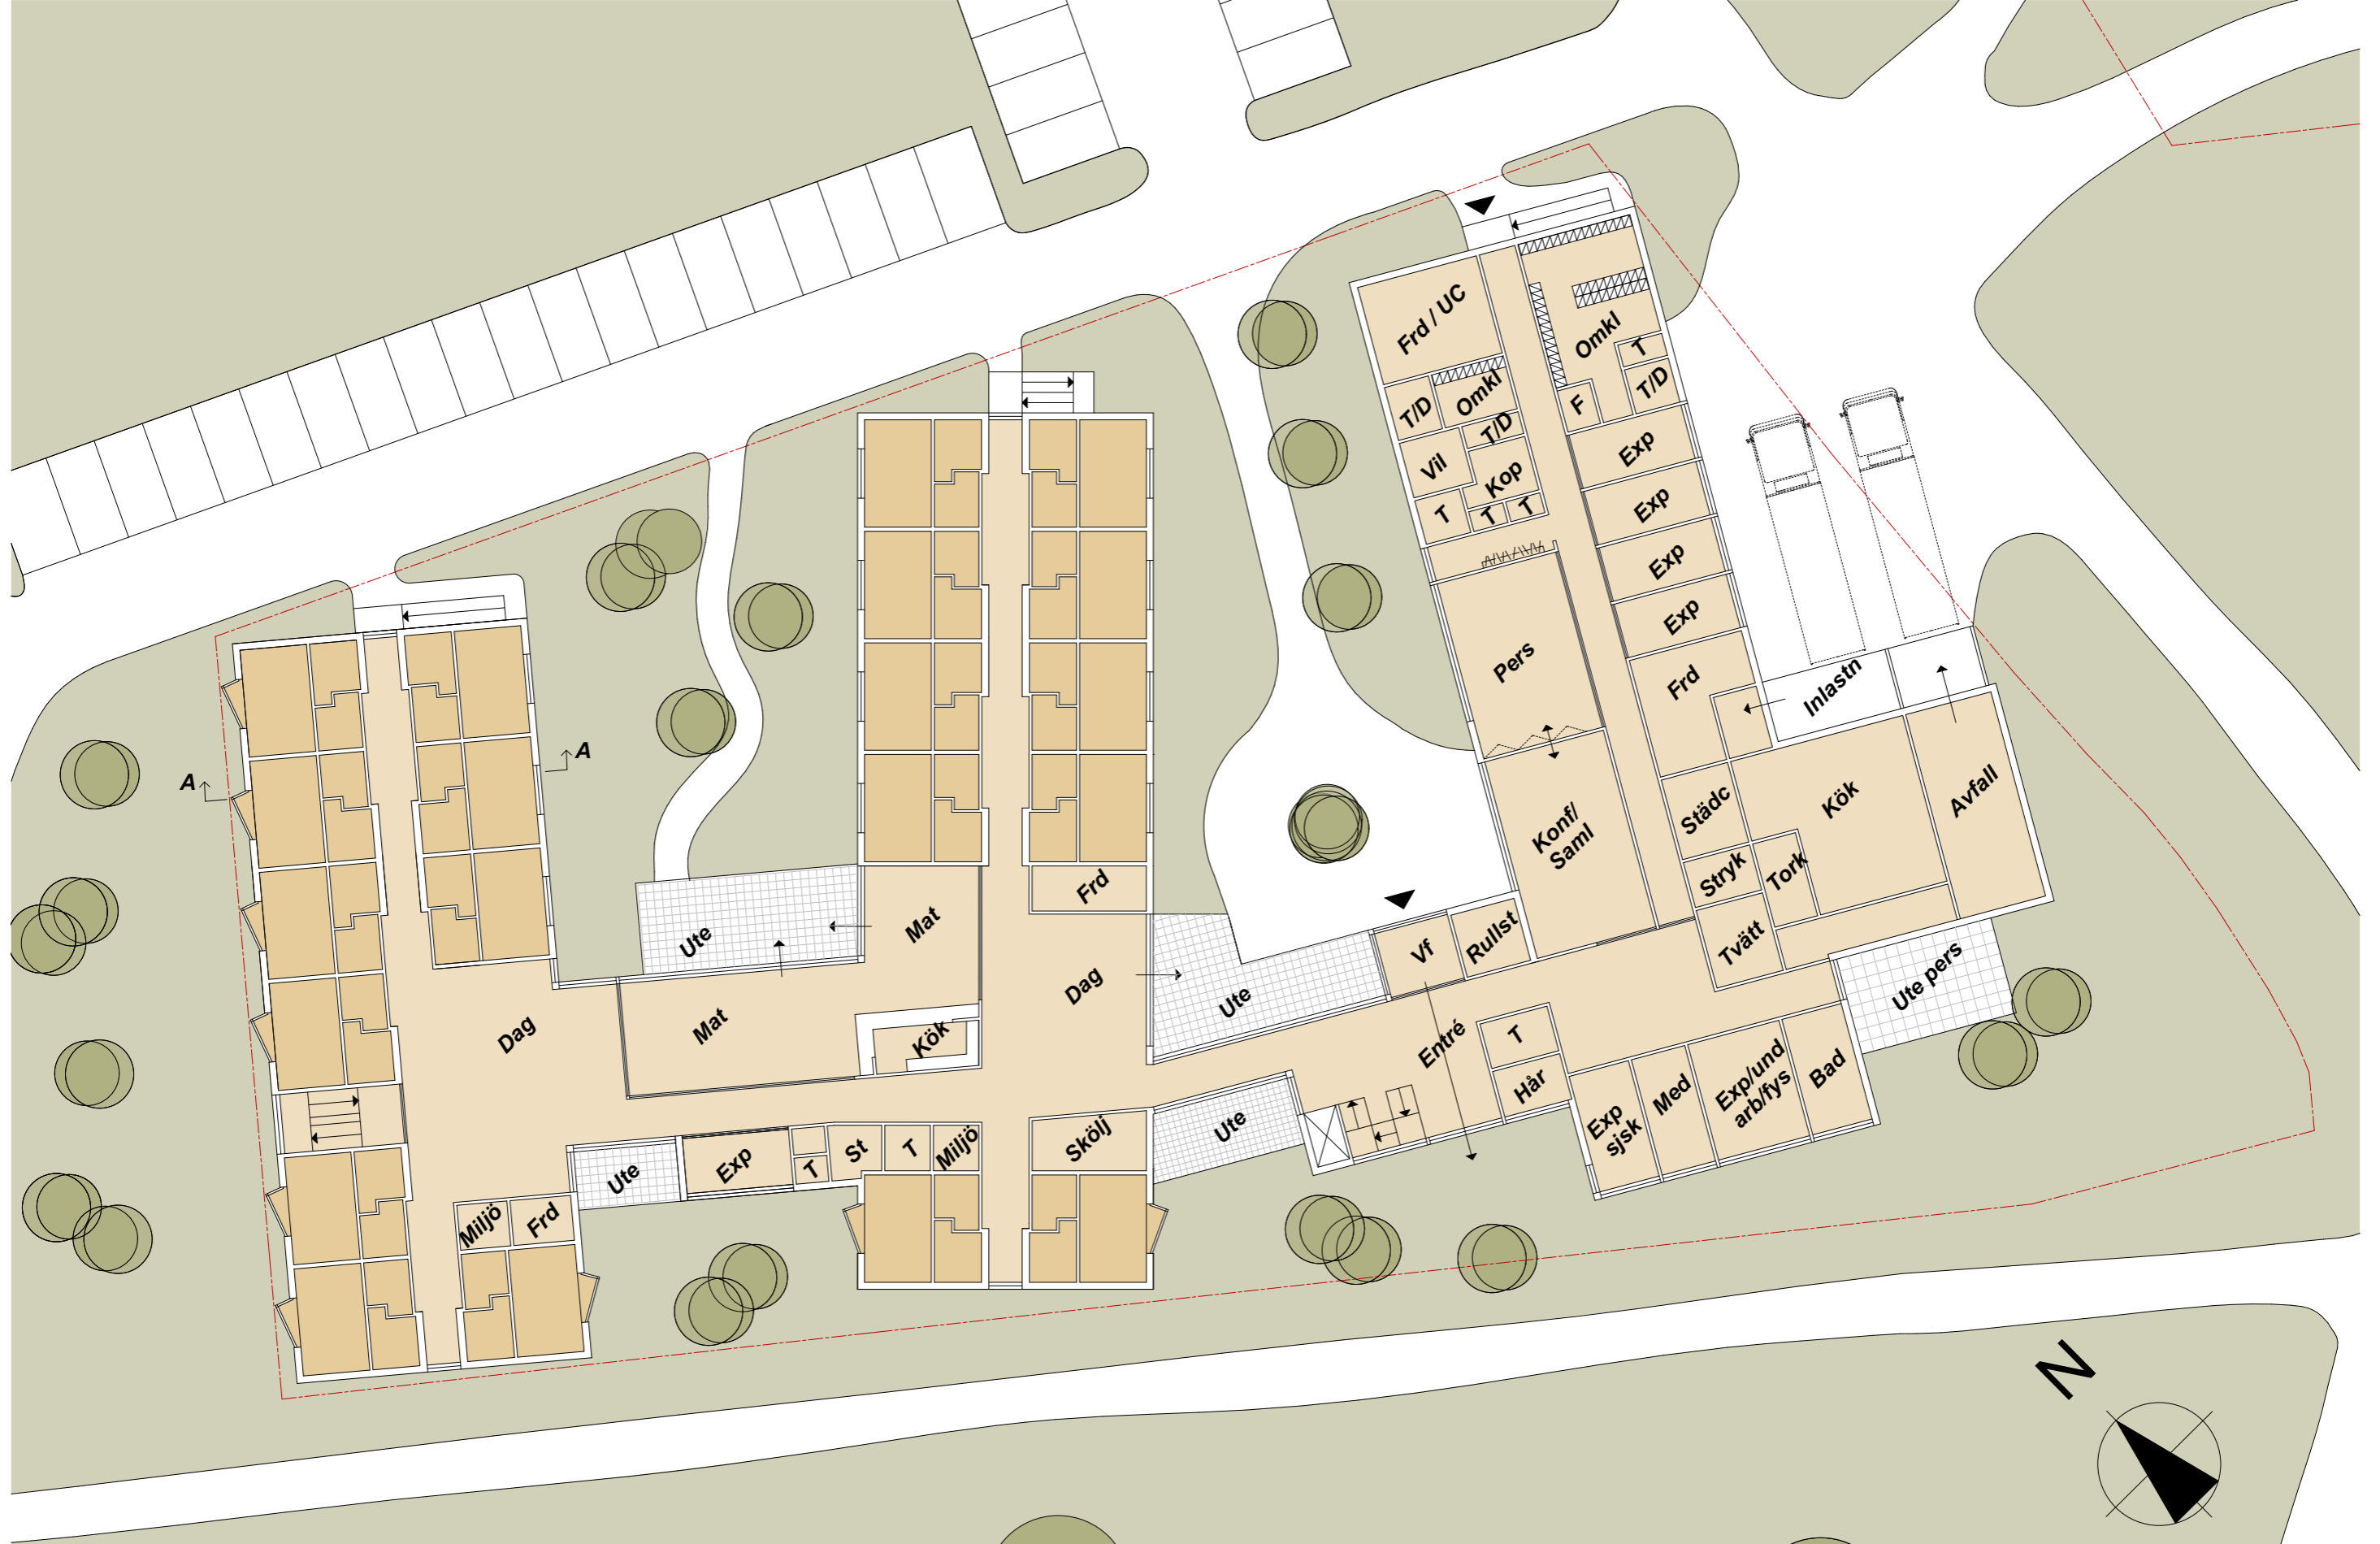 A
A
Dag
Ute
Mat
Mat
Kök
Dag
Frd
Miljö
Frd
Ute
Exp
T
St
T
Miljö
Skölj
Ute
Ute
Frd / UC
Omkl
T
T/D
F
T/D
Omkl
T/D
Vil
Kop
T
T
T
Exp
Exp
Exp
Exp
Pers
Frd
Inlastn
Konf/
Saml
Städc
Kök
Avfall
Stryk
Tork
Tvätt
Vf
Rullst
Entré
T
Hår
Exp
sjsk
Med
Exp/und
arb/fys
Bad
Ute pers
N